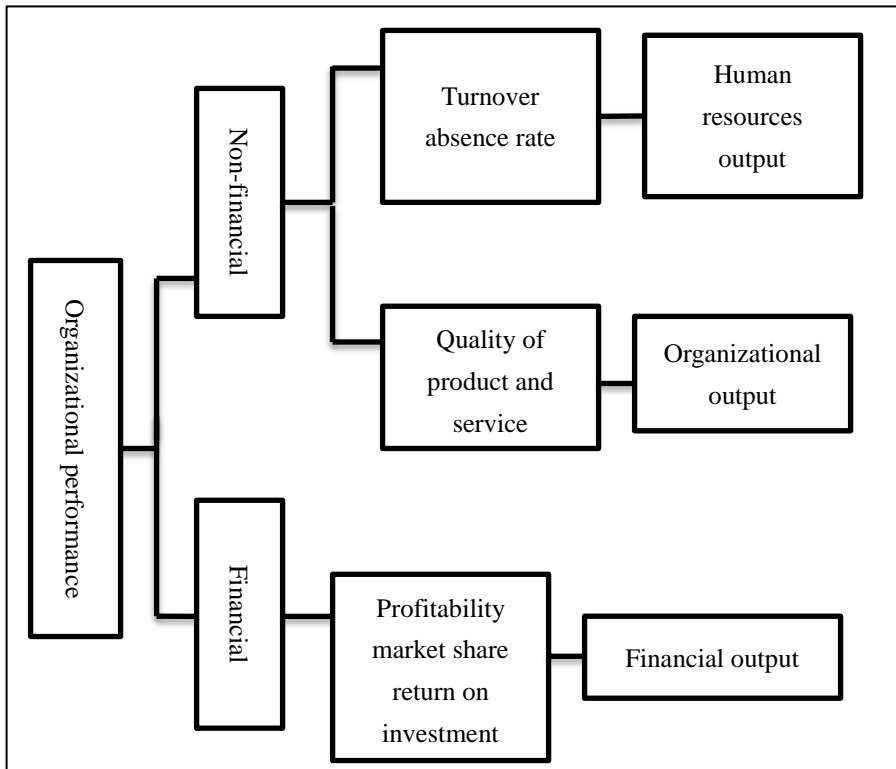 Organizational performance
Non-financial
Turnover
absence rate
Human
resources
output
Quality of
product and
service
Organizational
output
Financial
Profitability
market share
return on
investment
Financial output